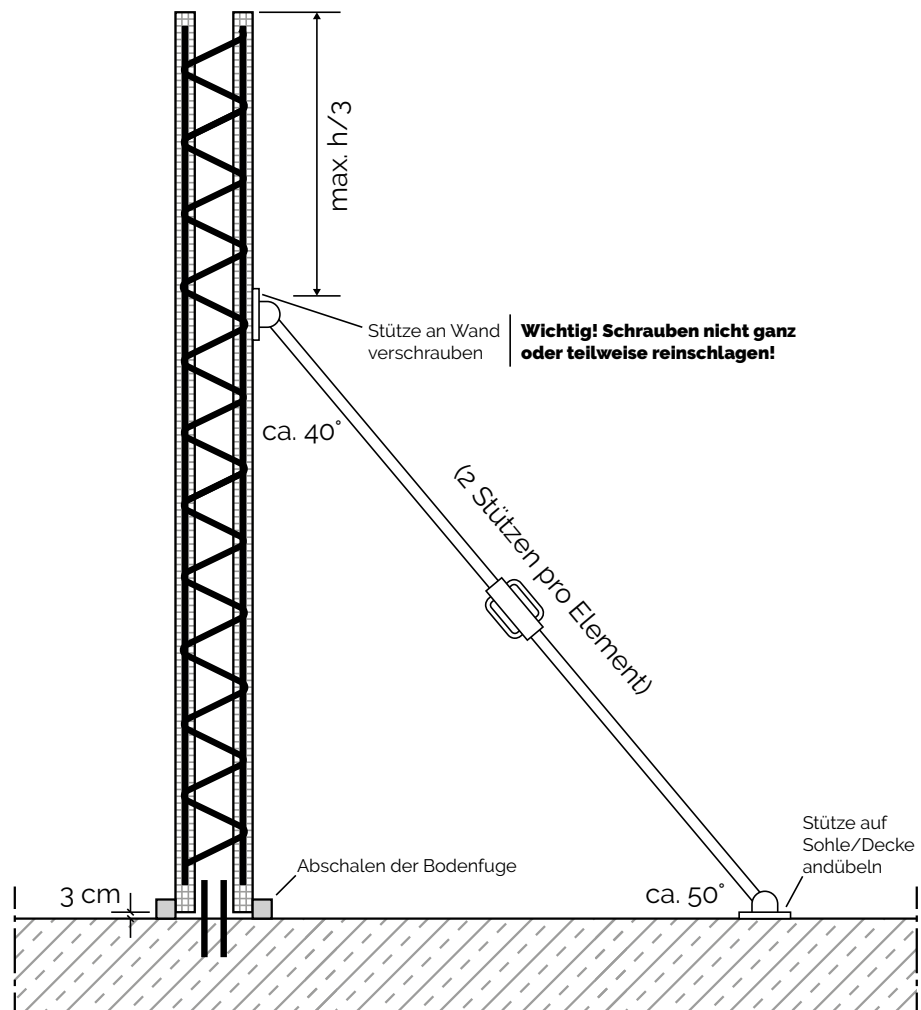 max. h/3
Stütze an Wand
verschrauben
Wichtig! Schrauben nicht ganz
oder teilweise reinschlagen!
ca. 40°
(2 Stützen pro Element)
Stütze auf
Sohle/Decke
andübeln
Abschalen der Bodenfuge
3 cm
ca. 50°